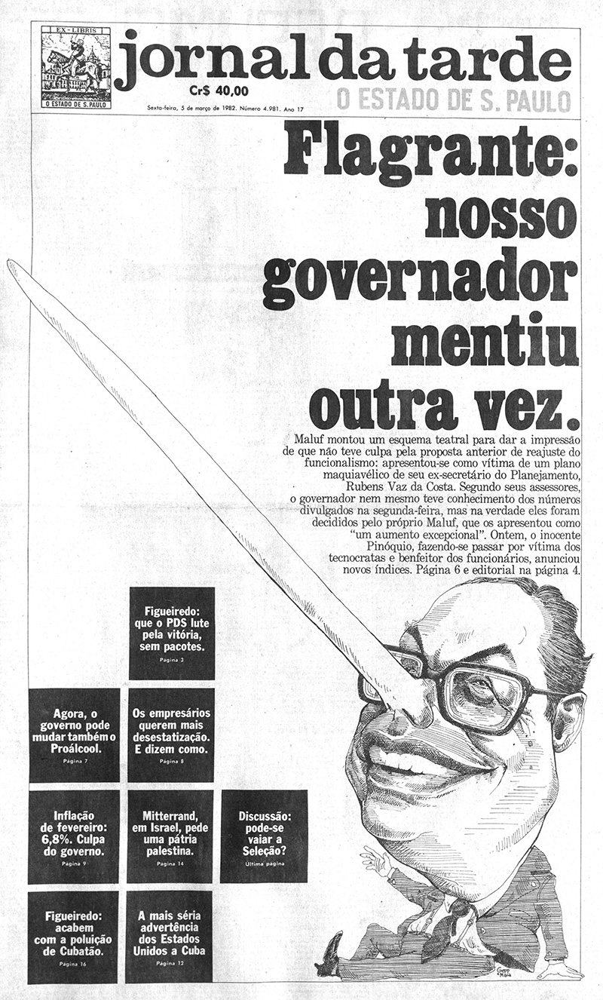 EX-LIBRIS
O ESTADO DE S. PAULO
jornal da tarde
Cr$ 40,00
O ESTADO DE S. PAULO
Sexta-feira, 5 de março de 1982. Número 4.981. Ano 17
Flagrante:
nosso
governador
mentiu
outra vez.
Maluf montou um esquema teatral para dar a impressão
de que não teve culpa pela proposta anterior de reajuste do
funcionalismo: apresentou-se como vítima de um plano
maquiavélico de seu ex-secretário do Planejamento,
Rubens Vaz da Costa. Segundo seus assessores,
o governador nem mesmo teve conhecimento dos números
divulgados na segunda-feira, mas na verdade eles foram
decididos pelo próprio Maluf, que os apresentou como
“um aumento excepcional”. Ontem, o inocente
Pinóquio, fazendo-se passar por vítima dos
tecnocratas e benfeitor dos funcionários, anunciou
novos índices. Página 6 e editorial na página 4.
Figueiredo:
que o PDS lute
pela vitória,
sem pacotes.
Página 3
Agora, o
governo pode
mudar também o
Proálcool.
Página 7
Os empresários
querem mais
desestatização.
E dizem como.
Página 8
Inflação
de fevereiro:
6,8%. Culpa
do governo.
Página 9
Mitterrand,
em Israel, pede
uma pátria
palestina.
Página 14
Discussão:
pode-se
vaiar a
Seleção?
Última página
Figueiredo:
acabem
com a poluição
de Cubatão.
Página 16
A mais séria
advertência
dos Estados
Unidos a Cuba
Página 12